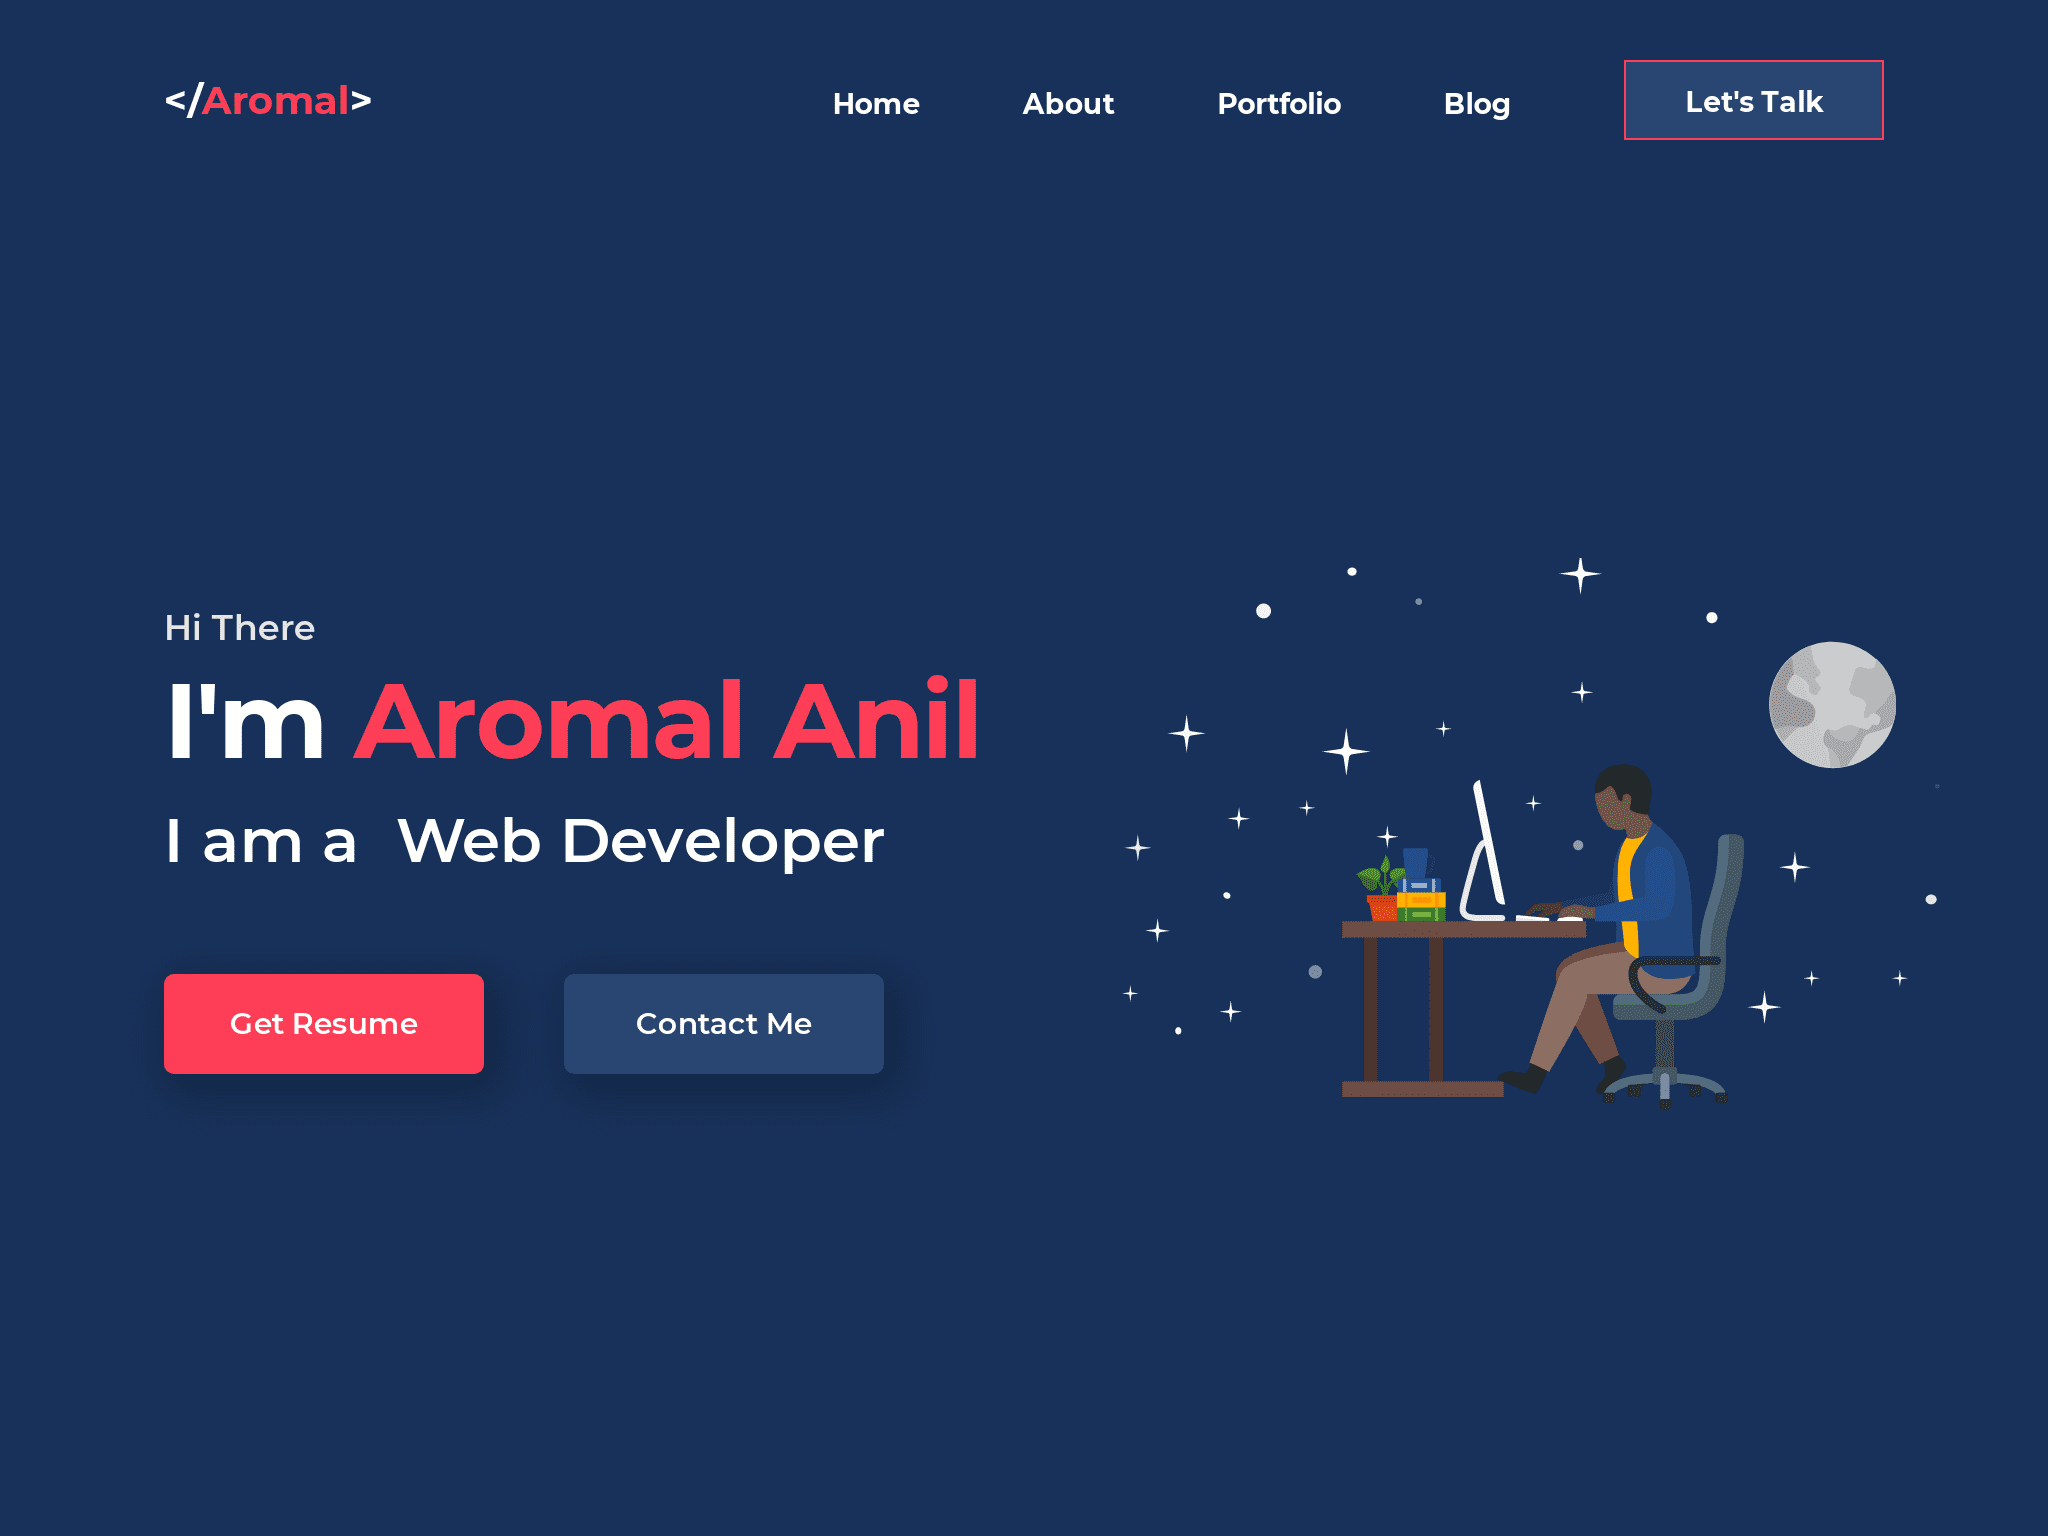 </Aromal>
Home About Portfolio Blog Let's Talk
Hi There
I'm Aromal Anil
I am a Web Developer
Get Resume Contact Me